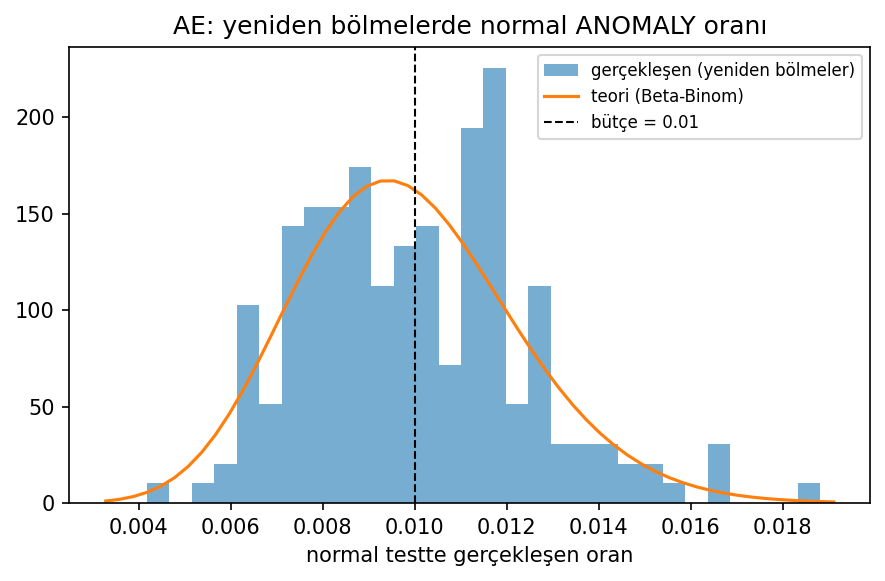 AE: yeniden bölmelerde normal ANOMALY oranı
gerçekleşen (yeniden bölmeler)
teori (Beta-Binom)
bütçe = 0.01
200
150
100
50
0
0.004 0.006 0.008 0.010 0.012 0.014 0.016 0.018
normal testte gerçekleşen oran